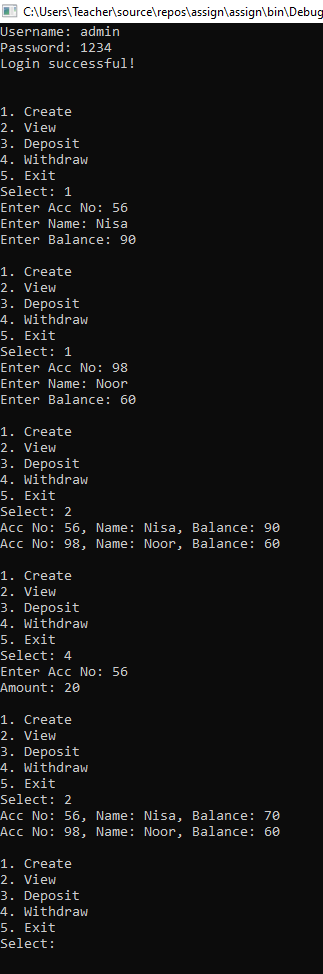 C:\Users\Teacher\source\repos\assign\assign\bin\Debug
Username: admin
Password: 1234
Login successful!
1. Create
2. View
3. Deposit
4. Withdraw
5. Exit
Select: 1
Enter Acc No: 56
Enter Name: Nisa
Enter Balance: 90
1. Create
2. View
3. Deposit
4. Withdraw
5. Exit
Select: 1
Enter Acc No: 98
Enter Name: Noor
Enter Balance: 60
1. Create
2. View
3. Deposit
4. Withdraw
5. Exit
Select: 2
Acc No: 56, Name: Nisa, Balance: 90
Acc No: 98, Name: Noor, Balance: 60
1. Create
2. View
3. Deposit
4. Withdraw
5. Exit
Select: 4
Enter Acc No: 56
Amount: 20
1. Create
2. View
3. Deposit
4. Withdraw
5. Exit
Select: 2
Acc No: 56, Name: Nisa, Balance: 70
Acc No: 98, Name: Noor, Balance: 60
1. Create
2. View
3. Deposit
4. Withdraw
5. Exit
Select: